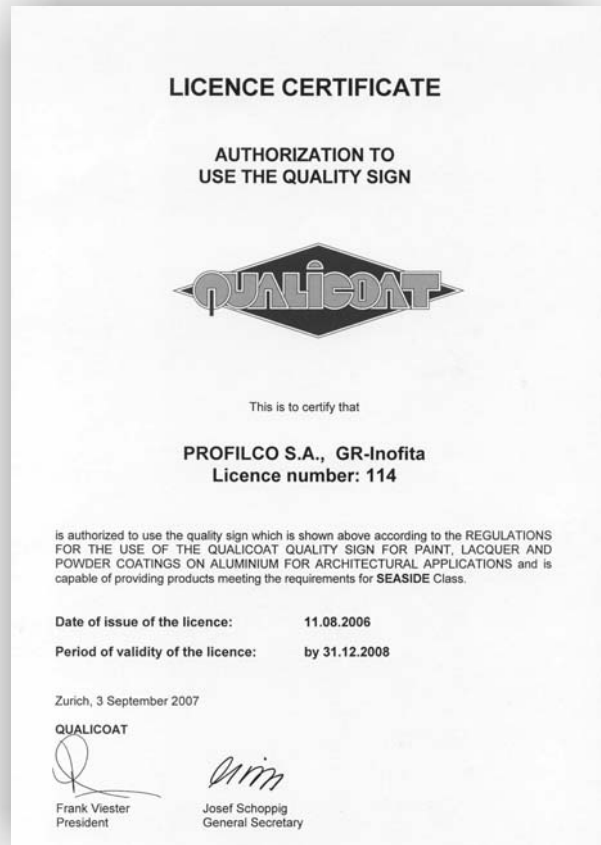 LICENCE CERTIFICATE
AUTHORIZATION TO
USE THE QUALITY SIGN
QUALICOAT
This is to certify that
PROFILCO S.A., GR-Inofita
Licence number: 114
is authorized to use the quality sign which is shown above according to the REGULATIONS
FOR THE USE OF THE QUALICOAT QUALITY SIGN FOR PAINT, LACQUER AND
POWDER COATINGS ON ALUMINIUM FOR ARCHITECTURAL APPLICATIONS and is
capable of providing products meeting the requirements for SEASIDE Class.
Date of issue of the licence: 11.08.2006
Period of validity of the licence: by 31.12.2008
Zurich, 3 September 2007
QUALICOAT
Frank Viester Josef Schoppig
President General Secretary